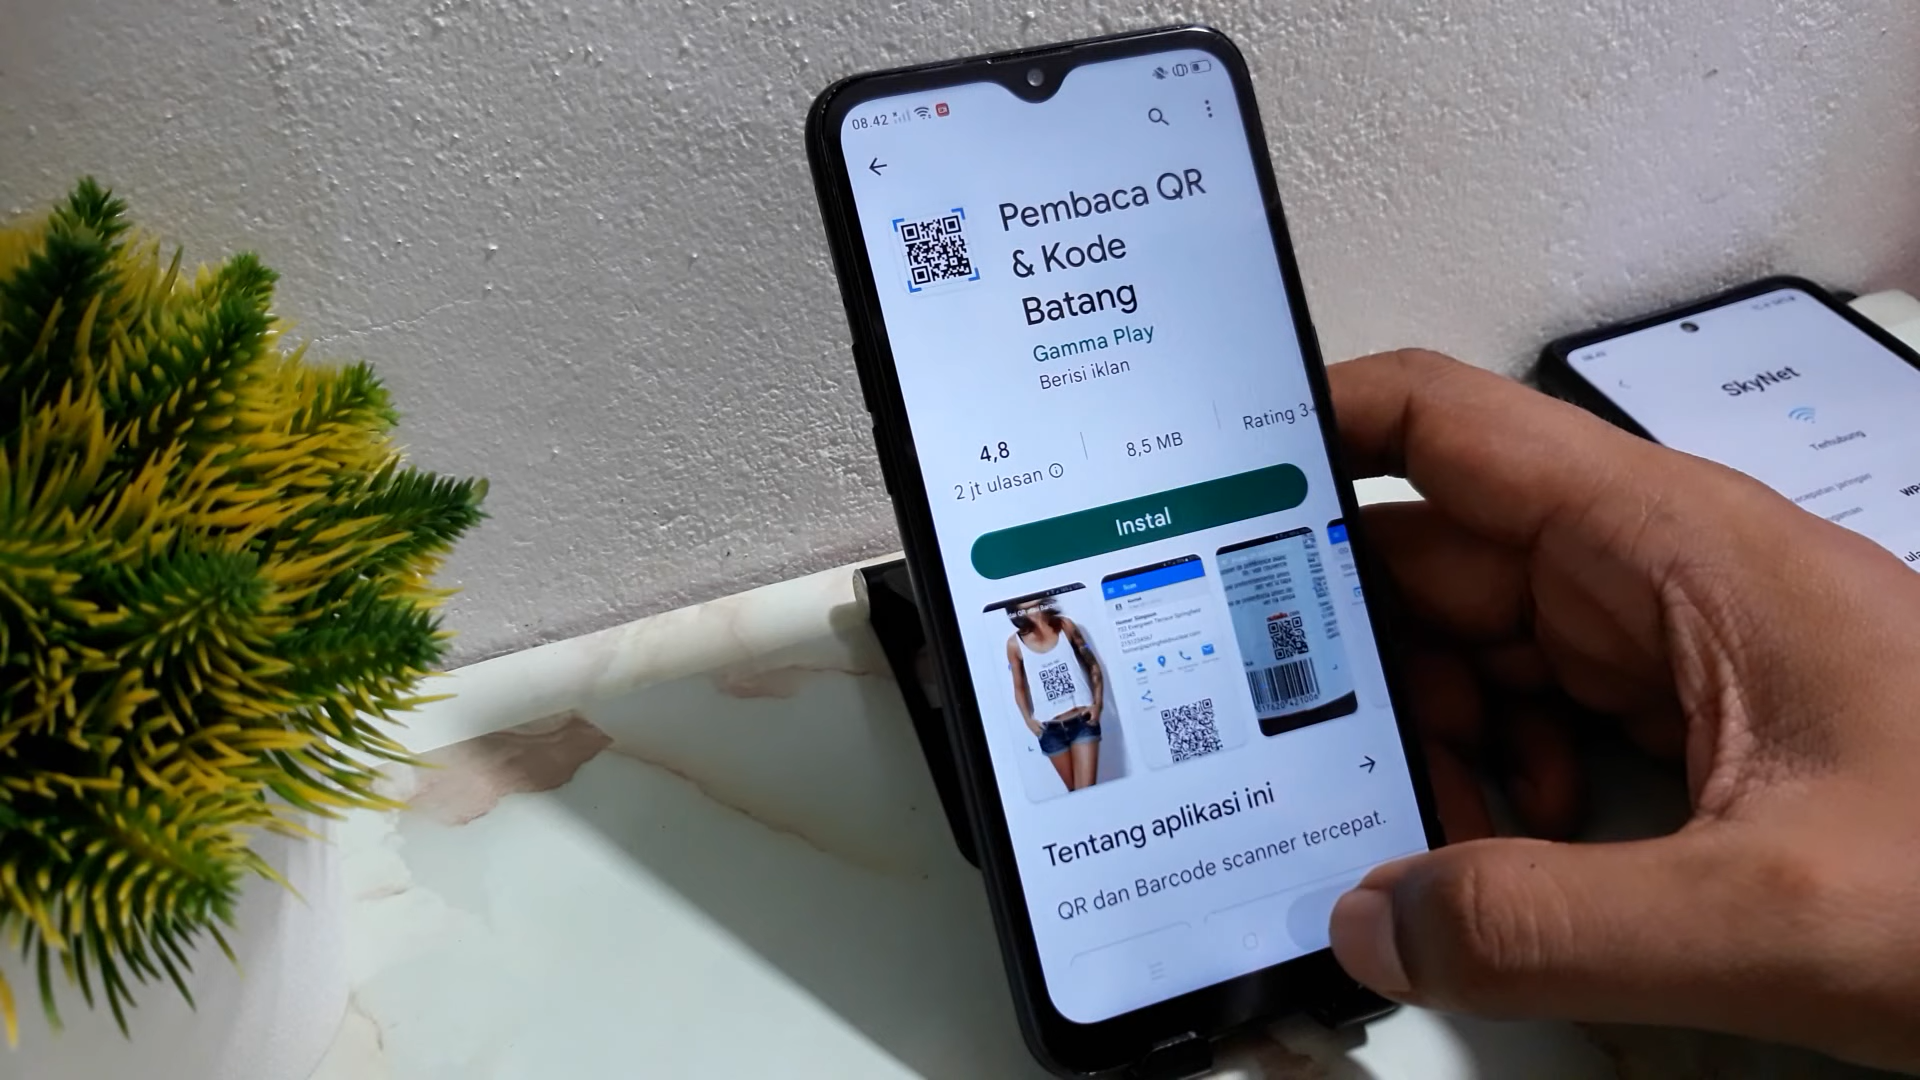 08.42
Pembaca QR
& Kode
Batang
Gamma Play
Berisi iklan
4,8
2 jt ulasan
8,5 MB
Rating 3+
Instal
Tentang aplikasi ini
QR dan Barcode scanner tercepat.
SkyNet
Terhubung